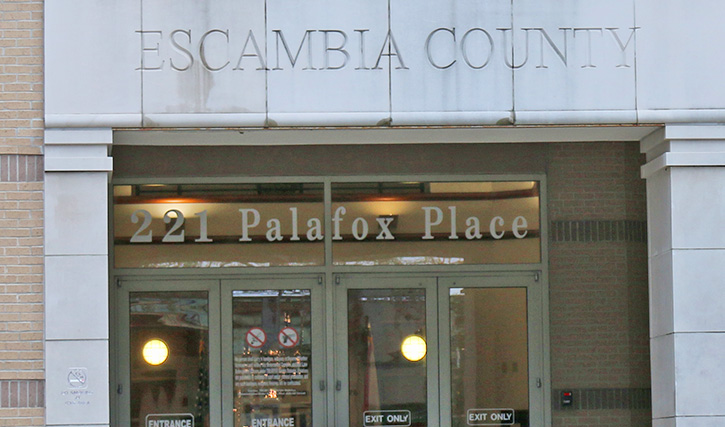 ESCAMBIA COUNTY
221 Palafox Place
ENTRANCE
ENTRANCE
EXIT ONLY
EXIT ONLY